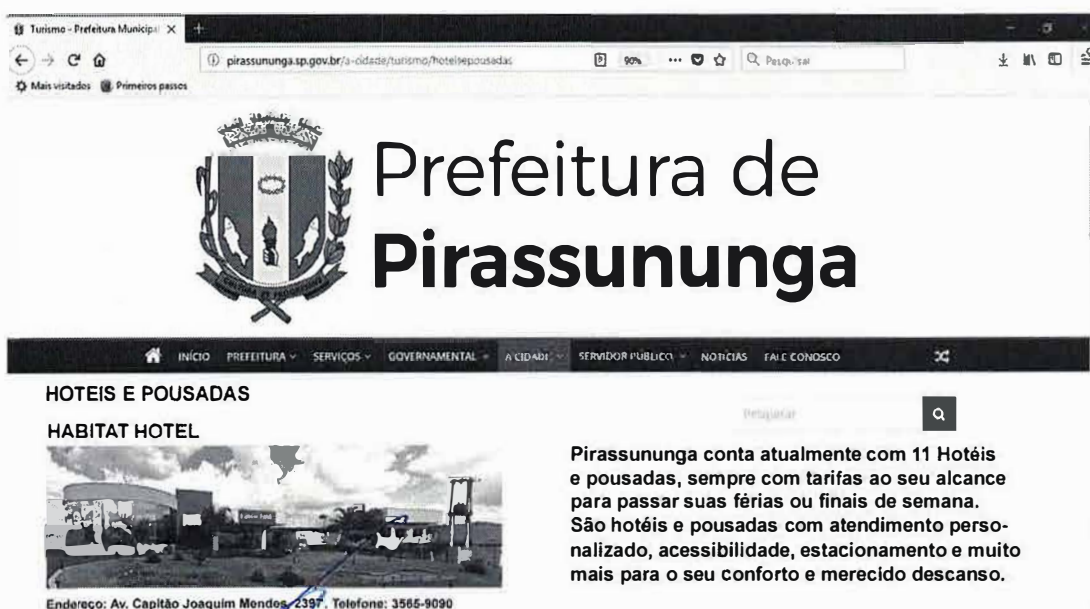 Turismo - Prefeitura Municip
pirassununga.sp.gov.br/a-cidade/turismo/hoteisepousadas
90%
Pesquisar
Mais visitados
Primeiros passos
Prefeitura de
Pirassununga
INÍCIO PREFEITURA SERVIÇOS GOVERNAMENTAL A CIDADE SERVIDOR PÚBLICO NOTICIAS FALE CONOSCO
HOTEIS E POUSADAS
Pesquisar
HABITAT HOTEL
Pirassununga conta atualmente com 11 Hotéis
e pousadas, sempre com tarifas ao seu alcance
para passar suas férias ou finais de semana.
São hotéis e pousadas com atendimento perso-
nalizado, acessibilidade, estacionamento e muito
mais para o seu conforto e merecido descanso.
Endereço: Av. Capitão Joaquim Mendes, 2397. Telefone: 3565-9090